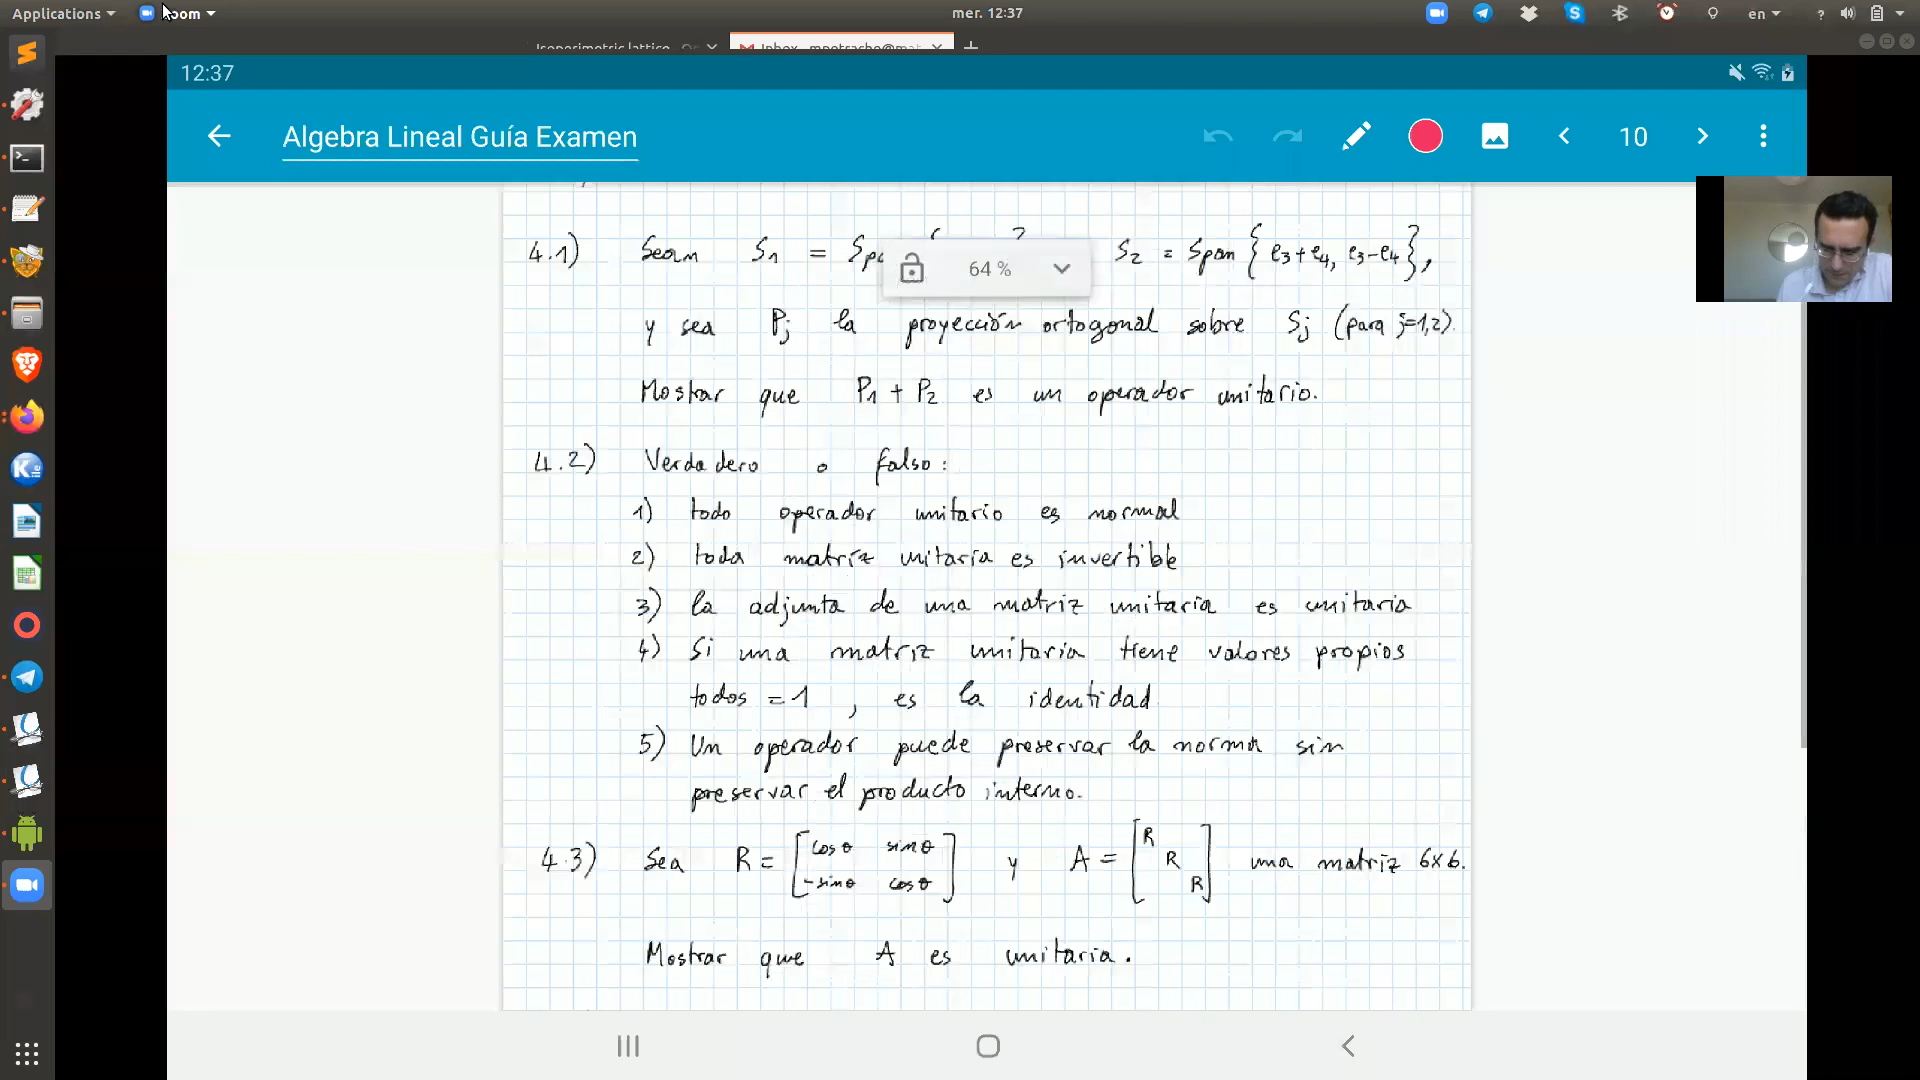 Applications
zoom
mer. 12:37
en
Inbox
12:37
Algebra Lineal Guía Examen
10
64 %
4.1) Sean S1 = S2 = Span { e3+e4, e3-e4 },
y sea Pj la proyección ortogonal sobre Sj (para j=1,2).
Mostrar que P1 + P2 es un operador unitario.
4.2) Verdadero o falso:
1) todo operador unitario es normal
2) toda matriz unitaria es invertible
3) la adjunta de una matriz unitaria es unitaria
4) Si una matriz unitaria tiene valores propios
todos = 1, es la identidad
5) Un operador puede preservar la norma sin
preservar el producto interno.
4.3) Sea R = [ cos θ sin θ
-sin θ cos θ ] y A = [ R R R ] una matriz 6x6.
Mostrar que A es unitaria.